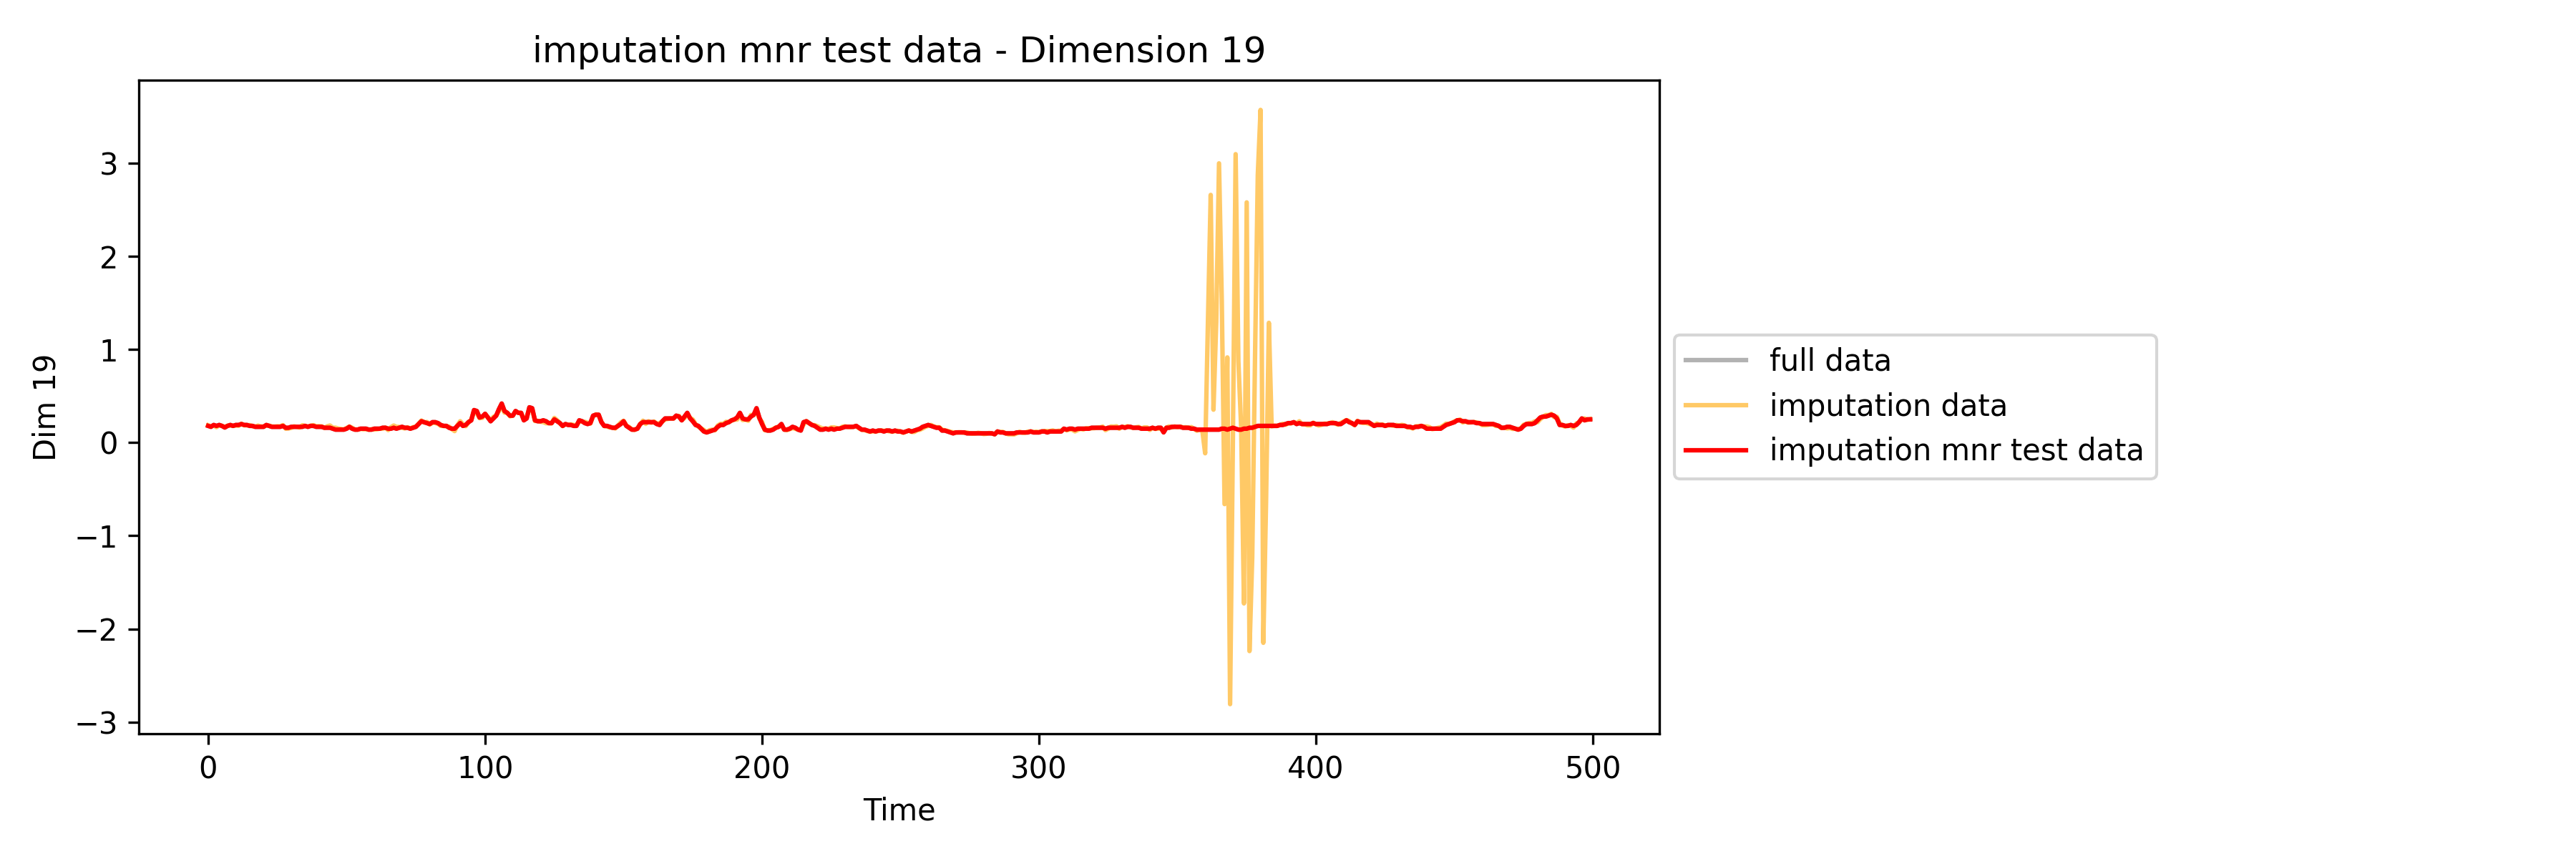 imputation mnr test data - Dimension 19
3
2
1
0
−1
−2
−3
Dim 19
0 100 200 300 400 500
Time
full data
imputation data
imputation mnr test data